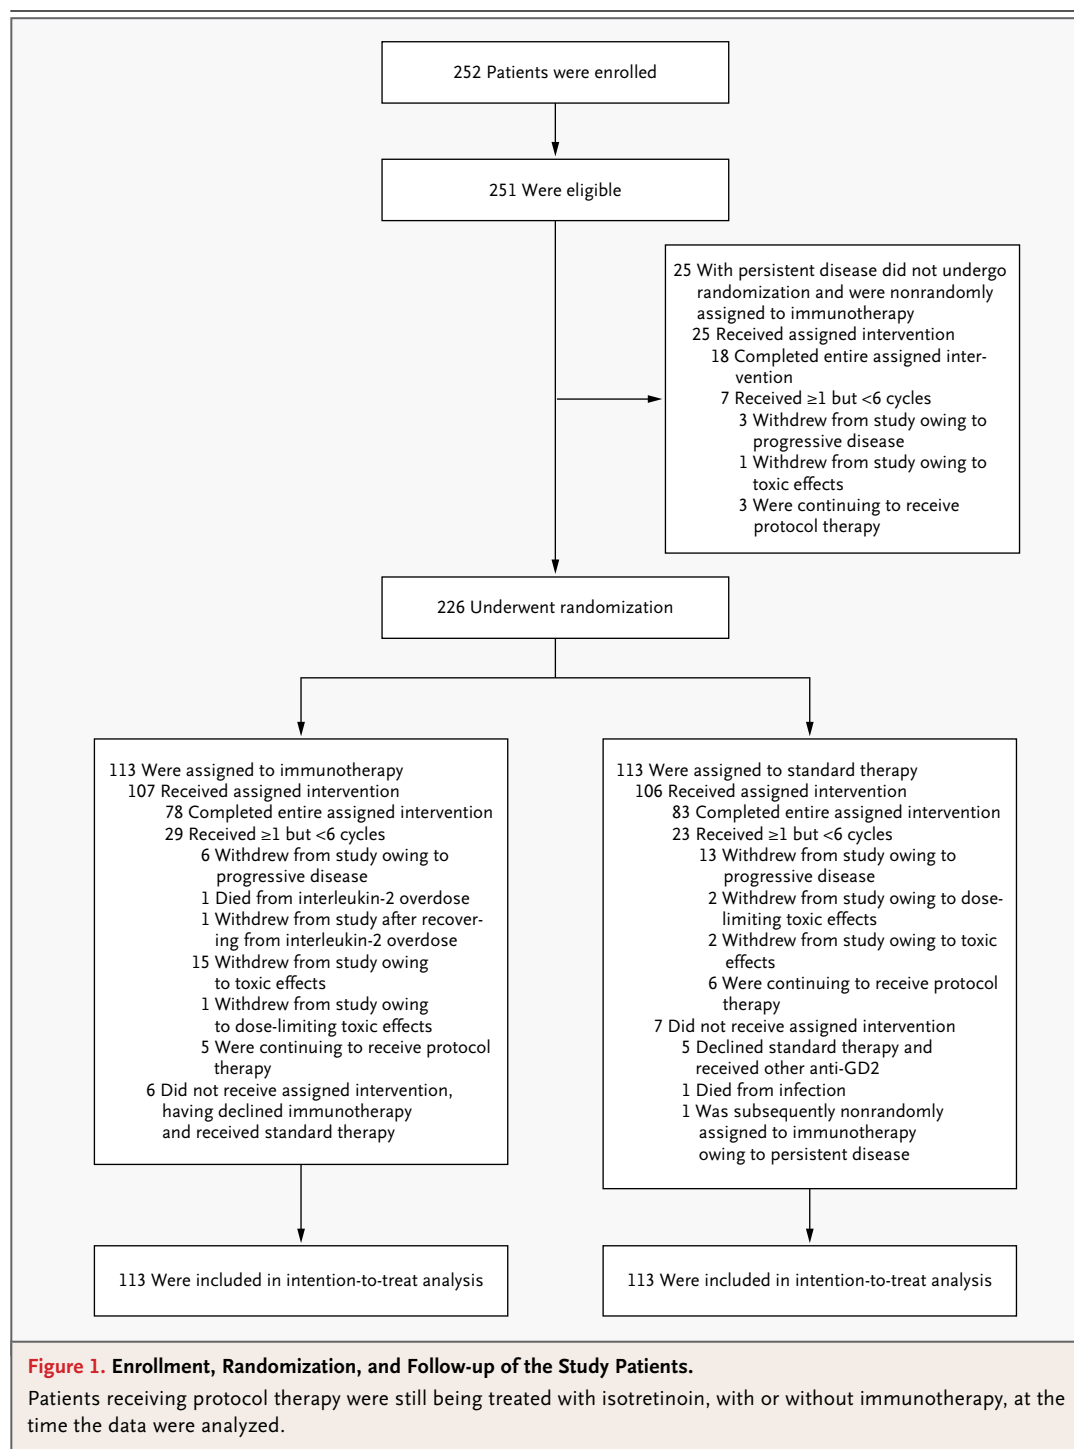 252 Patients were enrolled
251 Were eligible
25 With persistent disease did not undergo
randomization and were nonrandomly
assigned to immunotherapy
25 Received assigned intervention
18 Completed entire assigned inter-
vention
7 Received ≥1 but <6 cycles
3 Withdrew from study owing to
progressive disease
1 Withdrew from study owing to
toxic effects
3 Were continuing to receive
protocol therapy
226 Underwent randomization
113 Were assigned to immunotherapy
107 Received assigned intervention
78 Completed entire assigned intervention
29 Received ≥1 but <6 cycles
6 Withdrew from study owing to
progressive disease
1 Died from interleukin-2 overdose
1 Withdrew from study after recover-
ing from interleukin-2 overdose
15 Withdrew from study owing
to toxic effects
1 Withdrew from study owing
to dose-limiting toxic effects
5 Were continuing to receive protocol
therapy
6 Did not receive assigned intervention,
having declined immunotherapy
and received standard therapy
113 Were assigned to standard therapy
106 Received assigned intervention
83 Completed entire assigned intervention
23 Received ≥1 but <6 cycles
13 Withdrew from study owing to
progressive disease
2 Withdrew from study owing to dose-
limiting toxic effects
2 Withdrew from study owing to toxic
effects
6 Were continuing to receive protocol
therapy
7 Did not receive assigned intervention
5 Declined standard therapy and
received other anti-GD2
1 Died from infection
1 Was subsequently nonrandomly
assigned to immunotherapy
owing to persistent disease
113 Were included in intention-to-treat analysis
113 Were included in intention-to-treat analysis
Figure 1. Enrollment, Randomization, and Follow-up of the Study Patients.
Patients receiving protocol therapy were still being treated with isotretinoin, with or without immunotherapy, at the
time the data were analyzed.